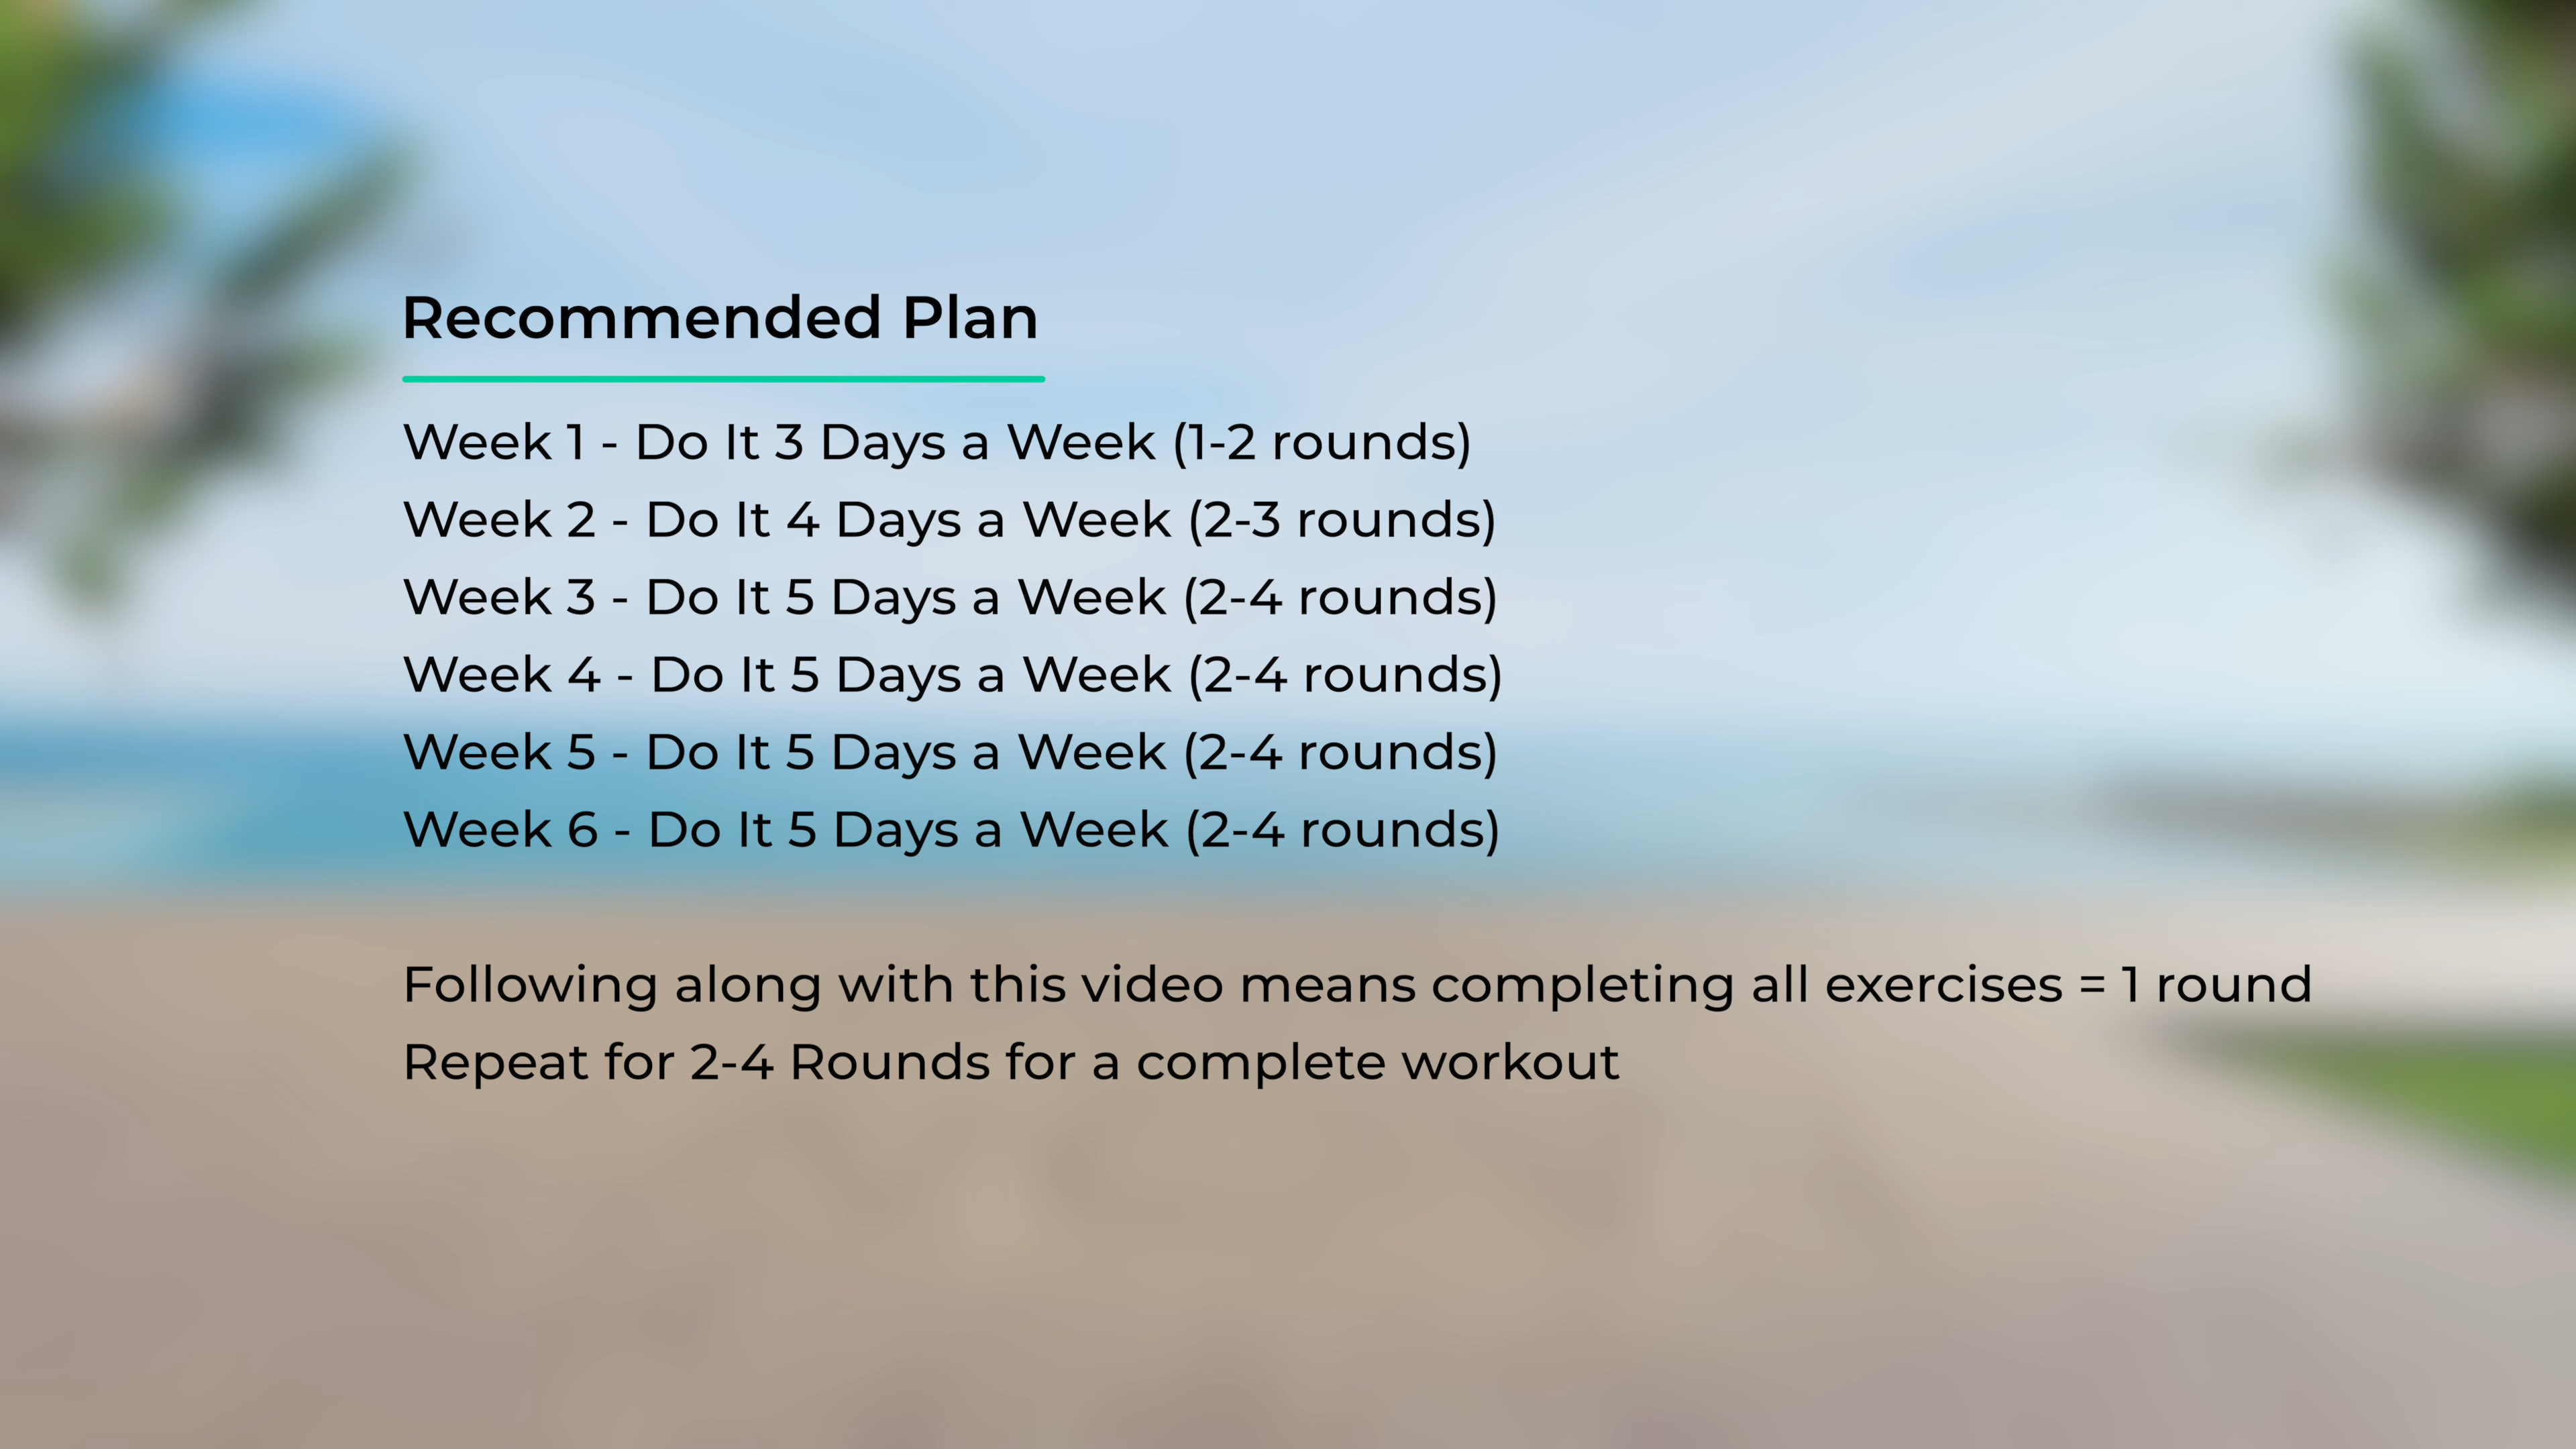 Recommended Plan
Week 1 - Do It 3 Days a Week (1-2 rounds)
Week 2 - Do It 4 Days a Week (2-3 rounds)
Week 3 - Do It 5 Days a Week (2-4 rounds)
Week 4 - Do It 5 Days a Week (2-4 rounds)
Week 5 - Do It 5 Days a Week (2-4 rounds)
Week 6 - Do It 5 Days a Week (2-4 rounds)
Following along with this video means completing all exercises = 1 round
Repeat for 2-4 Rounds for a complete workout